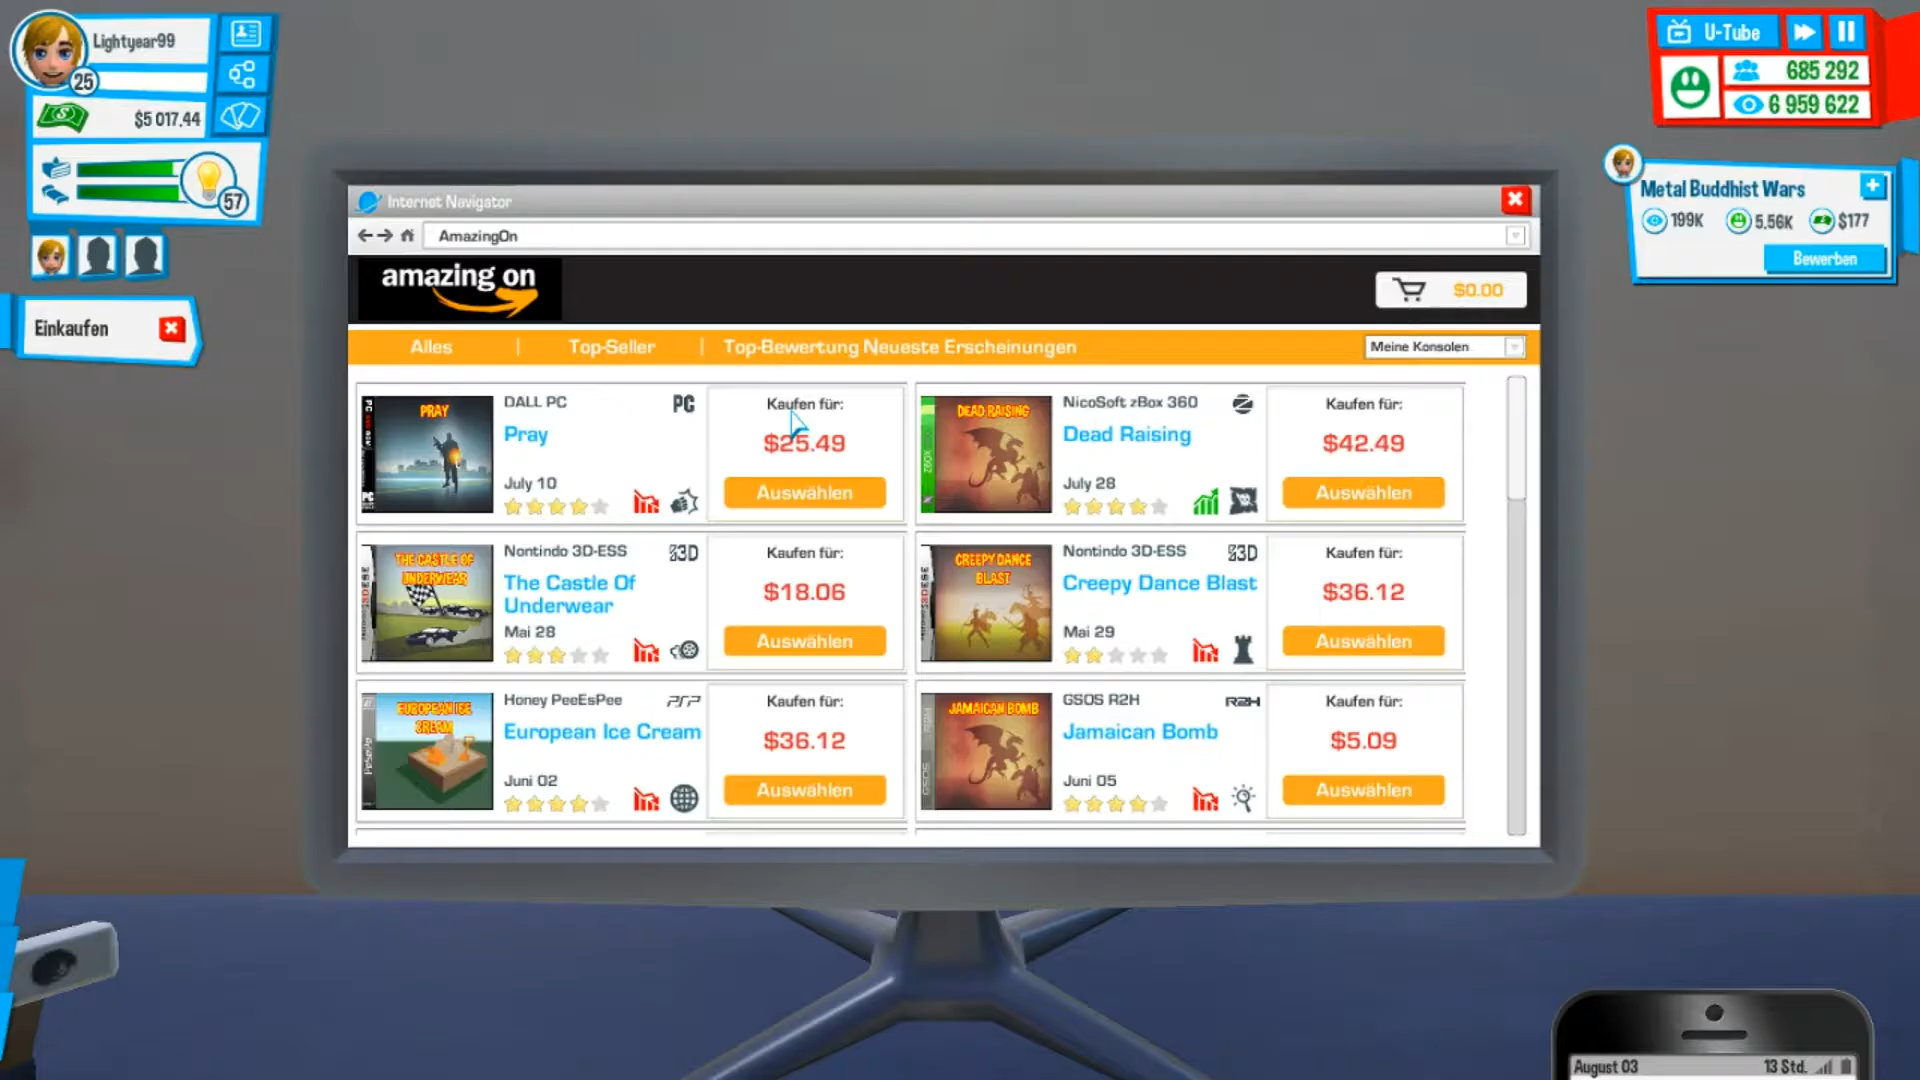 Lightyear99
25
$5 017.44
57
Einkaufen
U-Tube
685 292
6 959 622
Metal Buddhist Wars
199K
5.56K
$177
Bewerben
Internet Navigator
AmazingOn
amazing on
$0.00
Alles | Top-Seller | Top-Bewertung Neueste Erscheinungen
Meine Konsolen
PRAY
DALL PC
PC
Pray
July 10
Kaufen für:
$25.49
Auswählen
DEAD RAISING
NicoSoft zBox 360
Dead Raising
July 28
Kaufen für:
$42.49
Auswählen
THE CASTLE OF
UNDERWEAR
Nontindo 3D-ESS
The Castle Of
Underwear
Mai 28
Kaufen für:
$18.06
Auswählen
CREEPY DANCE
BLAST
Nontindo 3D-ESS
Creepy Dance Blast
Mai 29
Kaufen für:
$36.12
Auswählen
EUROPEAN ICE
CREAM
Honey PeeEsPee
European Ice Cream
Juni 02
Kaufen für:
$36.12
Auswählen
JAMAICAN BOMB
GSOS R2H
R2H
Jamaican Bomb
Juni 05
Kaufen für:
$5.09
Auswählen
August 03
13 Std.